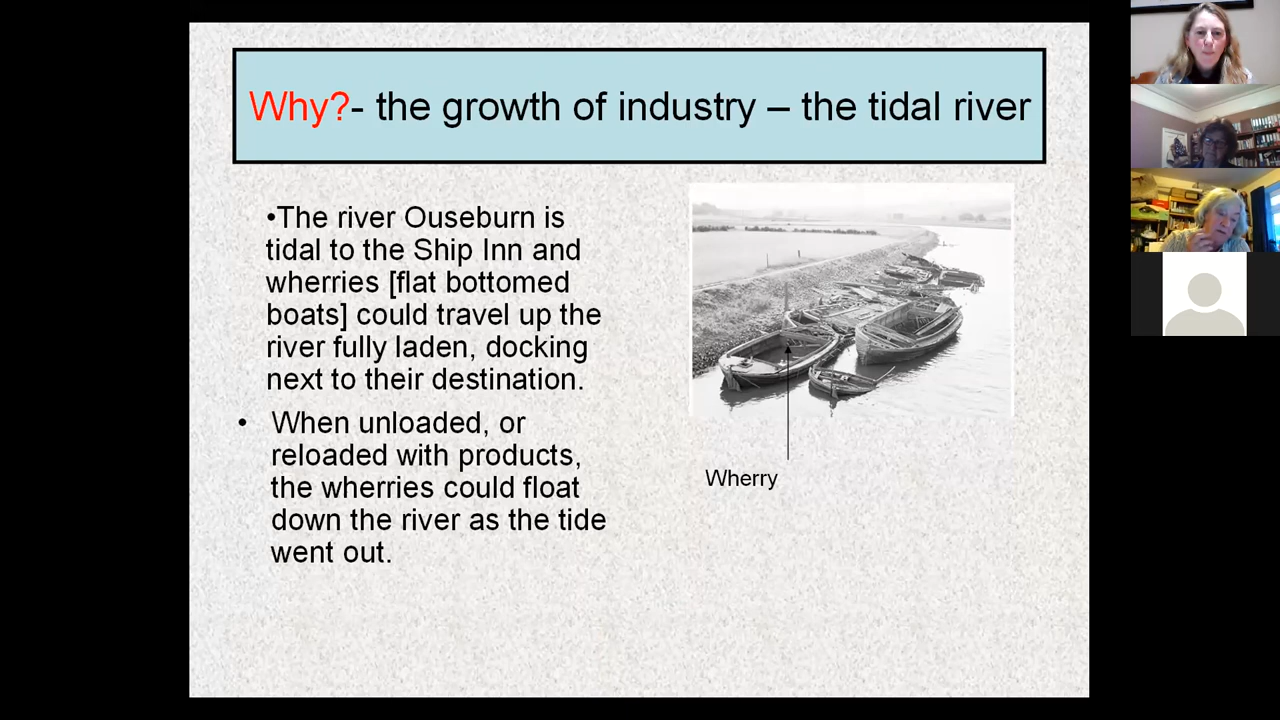 Why?- the growth of industry – the tidal river
•The river Ouseburn is
tidal to the Ship Inn and
wherries [flat bottomed
boats] could travel up the
river fully laden, docking
next to their destination.
• When unloaded, or
reloaded with products,
the wherries could float
down the river as the tide
went out.
Wherry